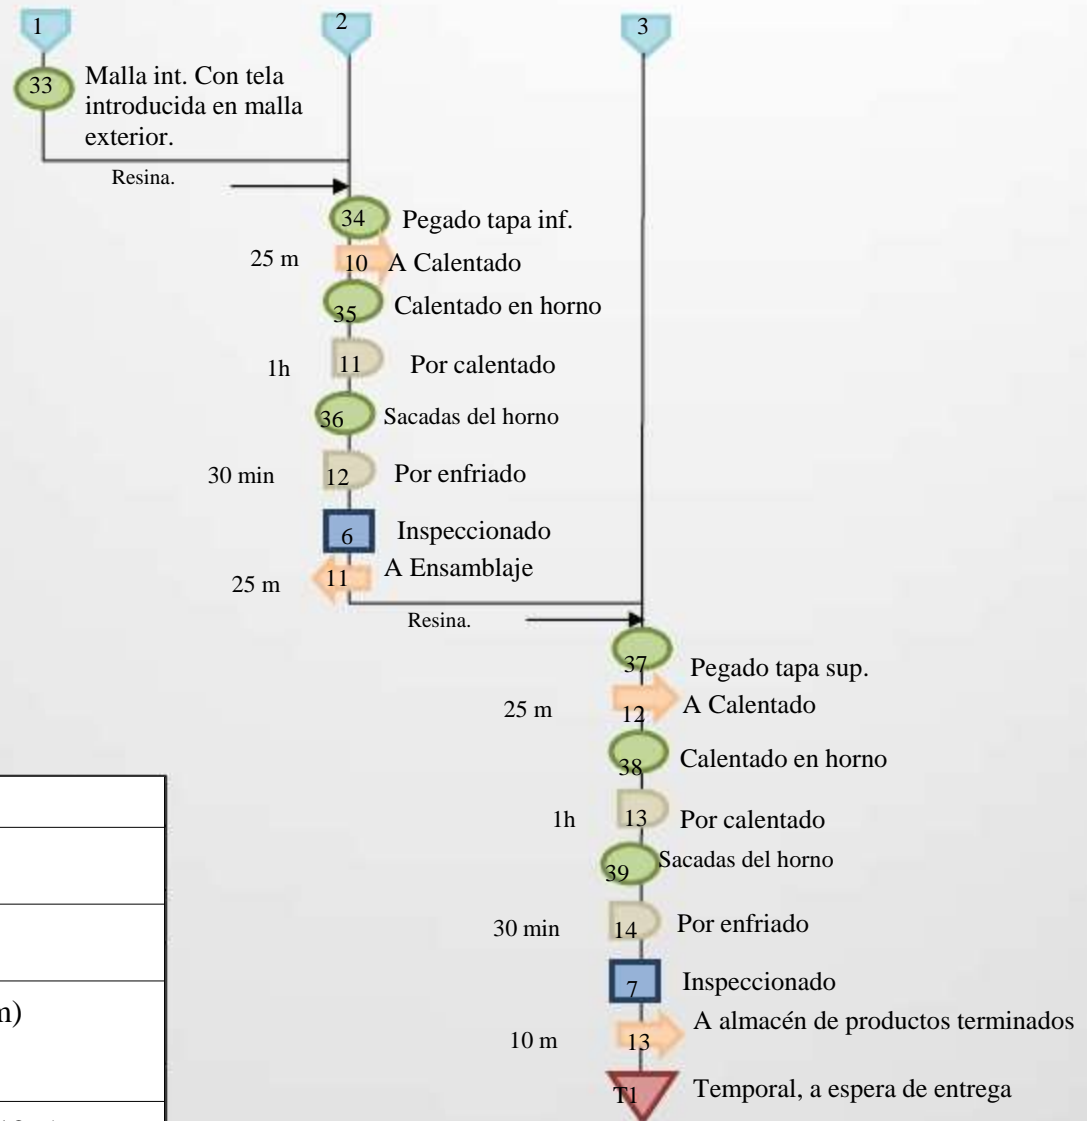 1
2
3
33
Malla int. Con tela
introducida en malla
exterior.
Resina.
34
Pegado tapa inf.
25 m
10
A Calentado
35
Calentado en horno
1h
11
Por calentado
36
Sacadas del horno
30 min
12
Por enfriado
6
Inspeccionado
25 m
11
A Ensamblaje
Resina.
37
Pegado tapa sup.
25 m
12
A Calentado
38
Calentado en horno
1h
13
Por calentado
39
Sacadas del horno
30 min
14
Por enfriado
7
Inspeccionado
10 m
13
A almacén de productos terminados
T1
Temporal, a espera de entrega
m)